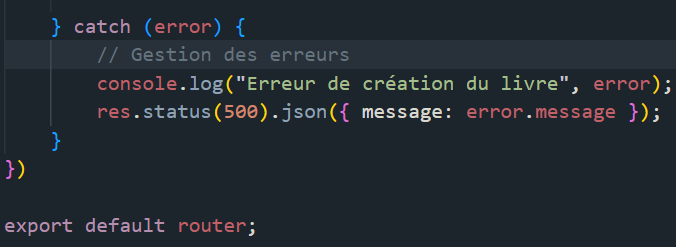 } catch (error) {
// Gestion des erreurs
console.log("Erreur de création du livre", error);
res.status(500).json({ message: error.message });
}
})
export default router;